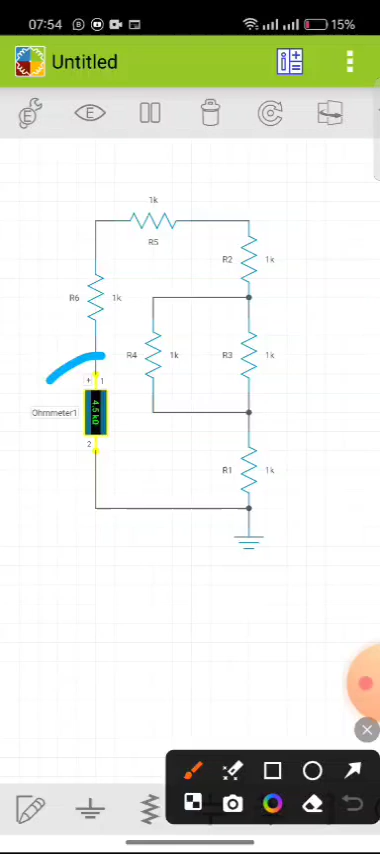 07:54
15%
Untitled
1k
R5
R2
1k
R6
1k
R4
1k
R3
1k
+ 1
Ohmmeter1
4.5 kΩ
2
R1
1k